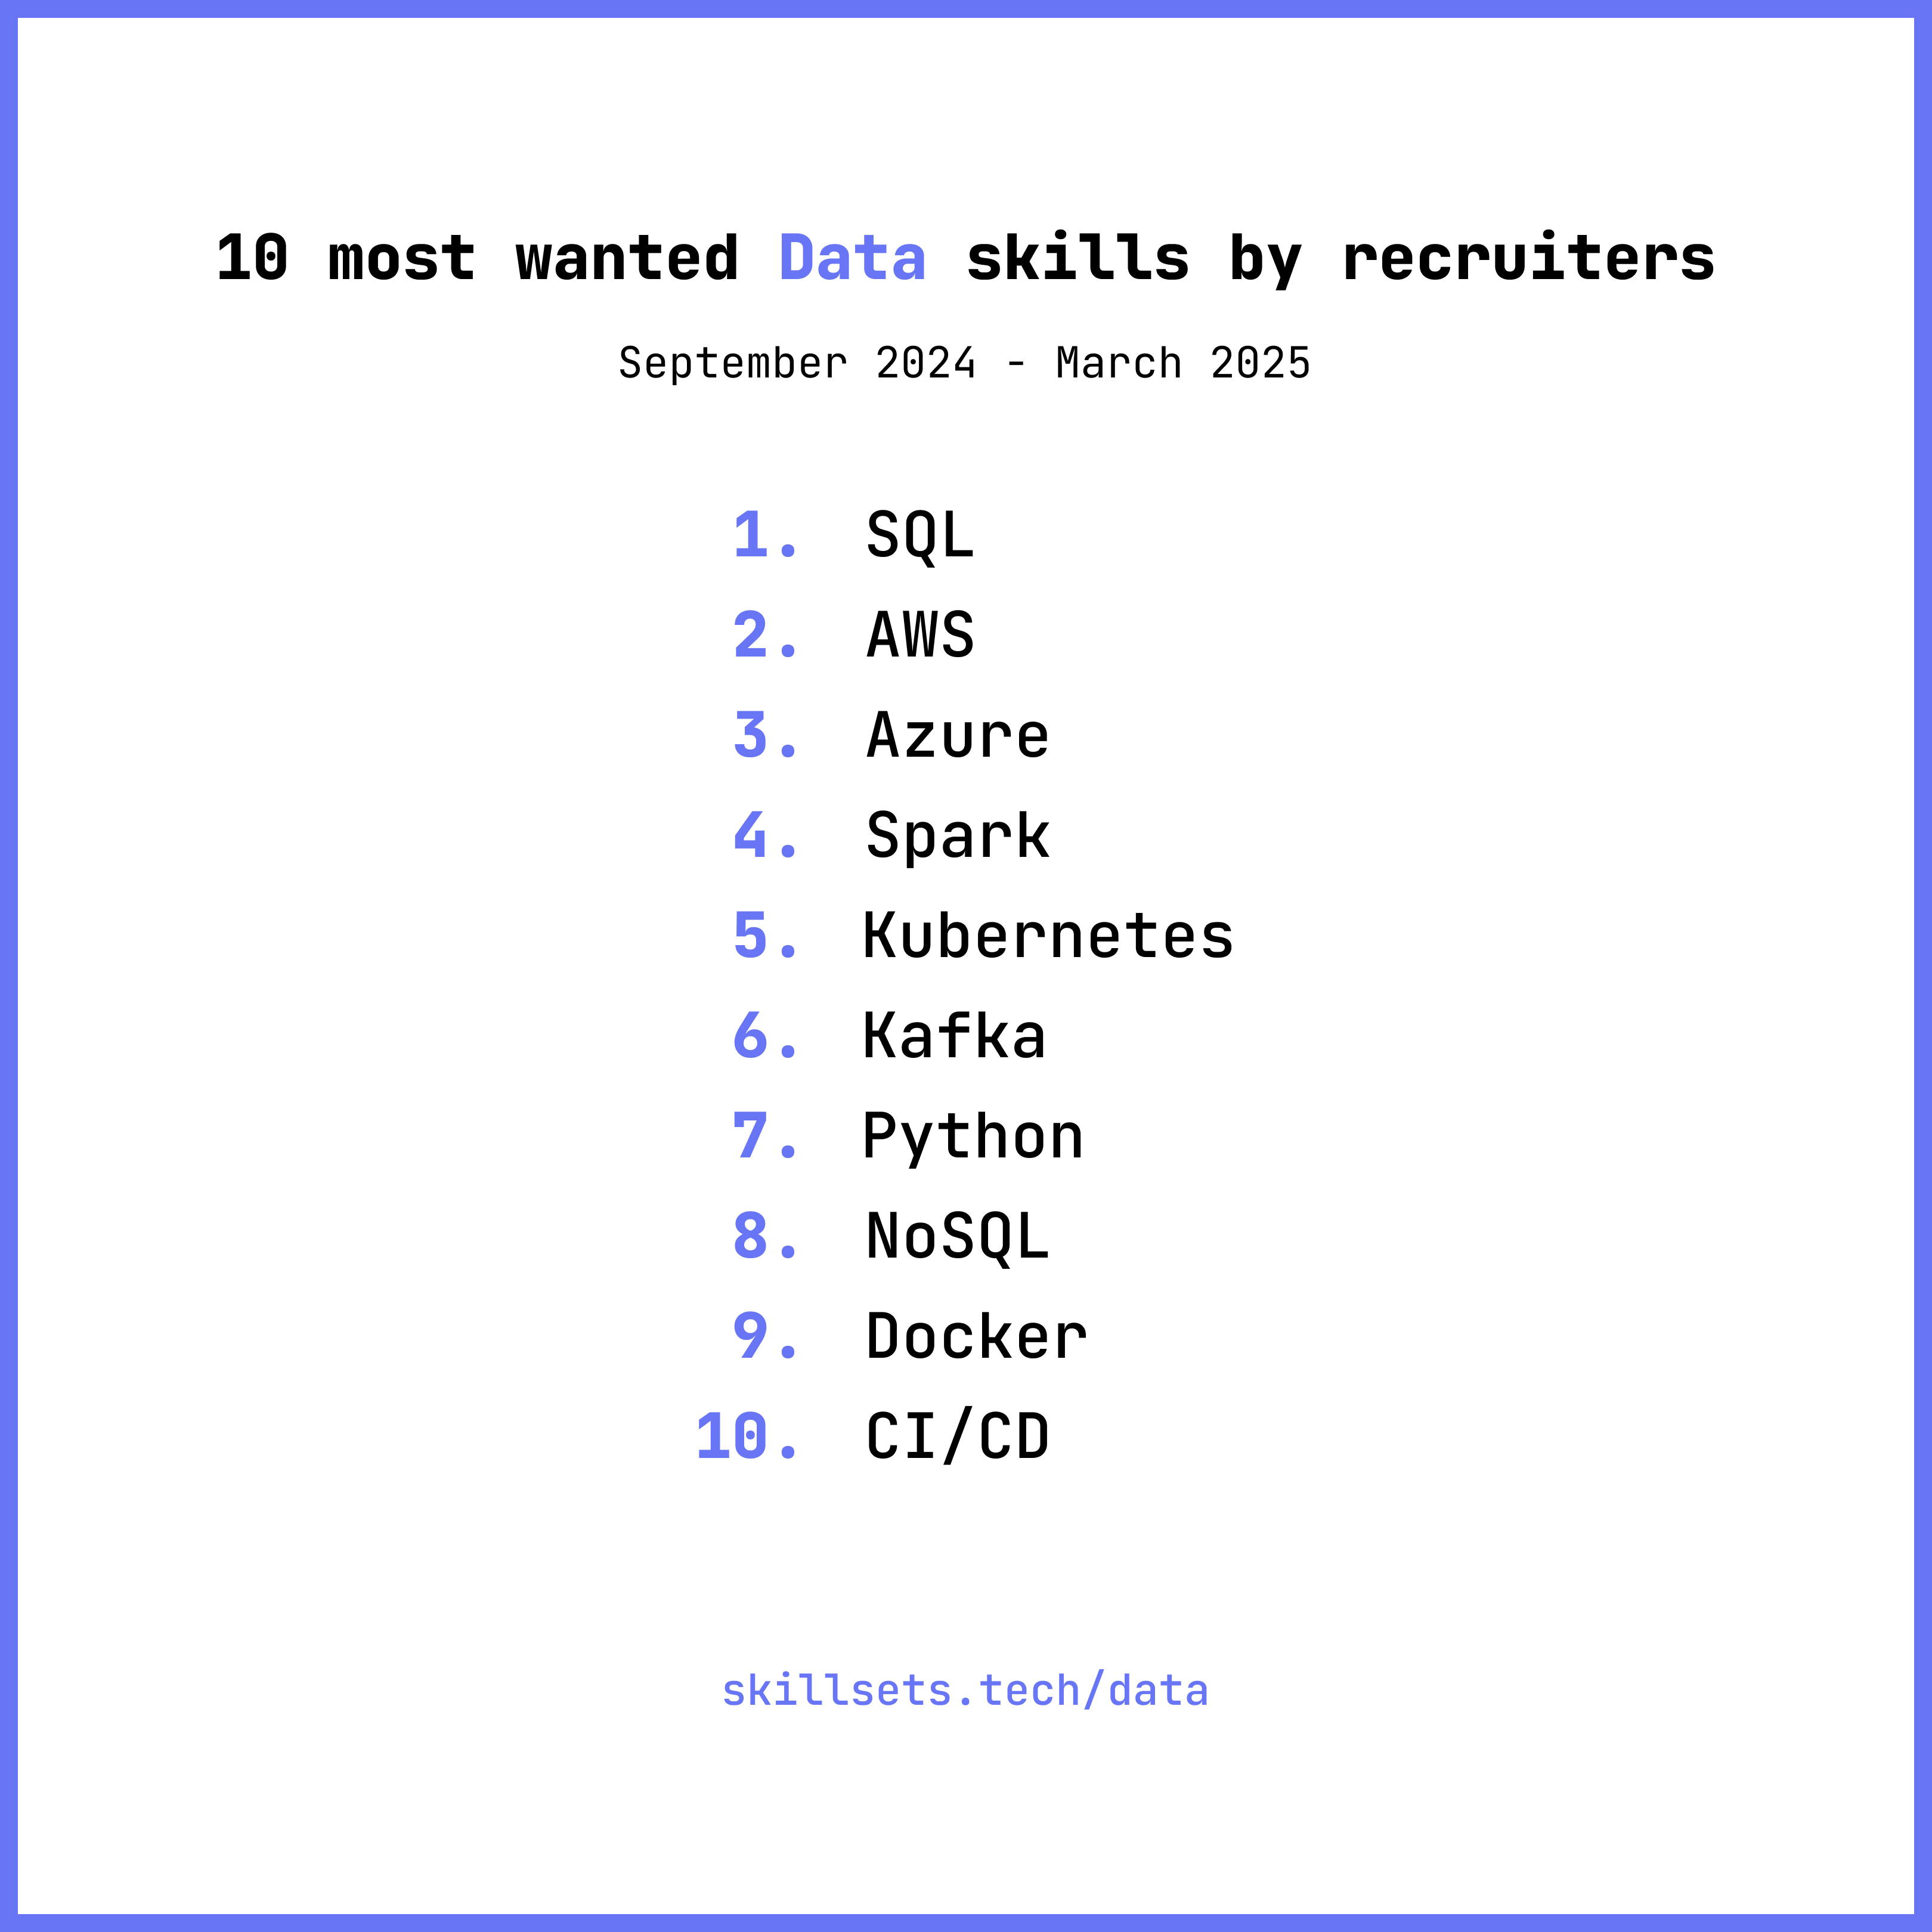 10 most wanted Data skills by recruiters
September 2024 - March 2025
1. SQL
2. AWS
3. Azure
4. Spark
5. Kubernetes
6. Kafka
7. Python
8. NoSQL
9. Docker
10. CI/CD
skillsets.tech/data